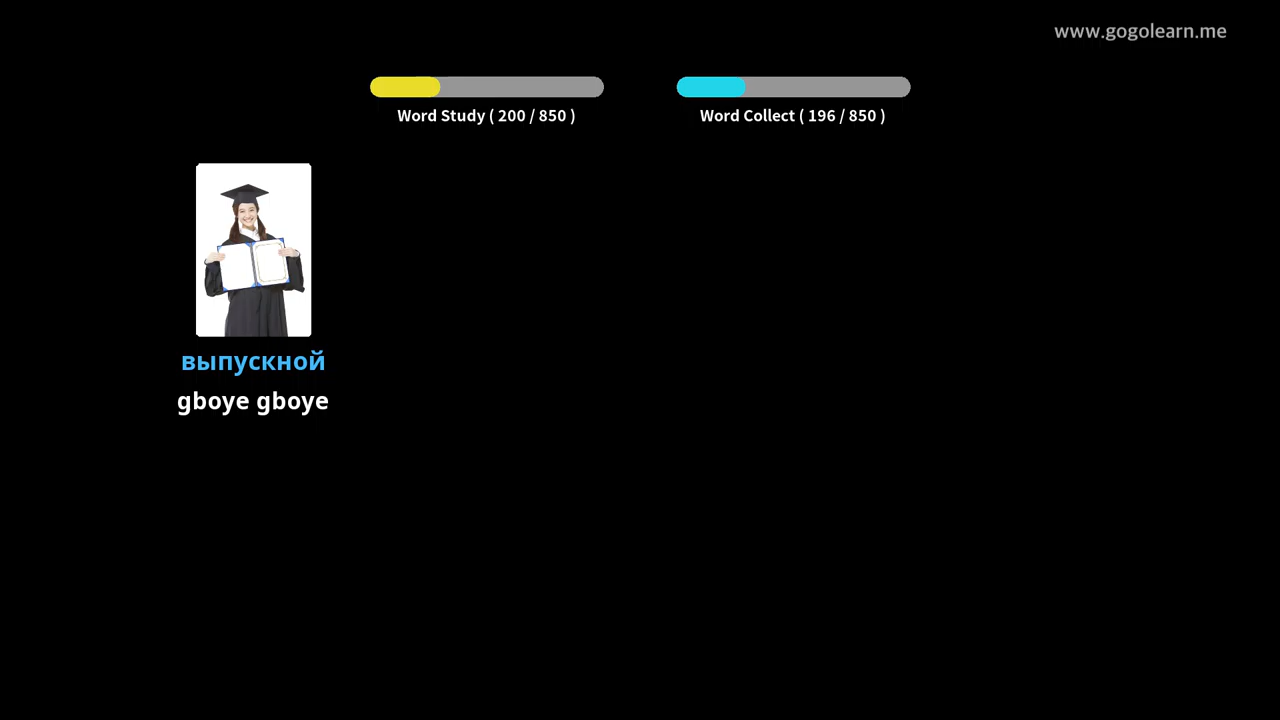 www.gogolearn.me
Word Study ( 200 / 850 )
Word Collect ( 196 / 850 )
выпускной
gboye gboye